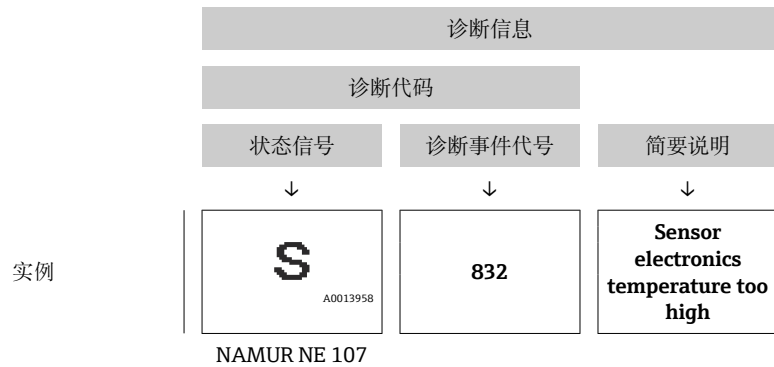 诊断信息
诊断代码
状态信号 诊断事件代号 简要说明
↓ ↓ ↓
实例
S
A0013958
832
Sensor
electronics
temperature too
high
NAMUR NE 107